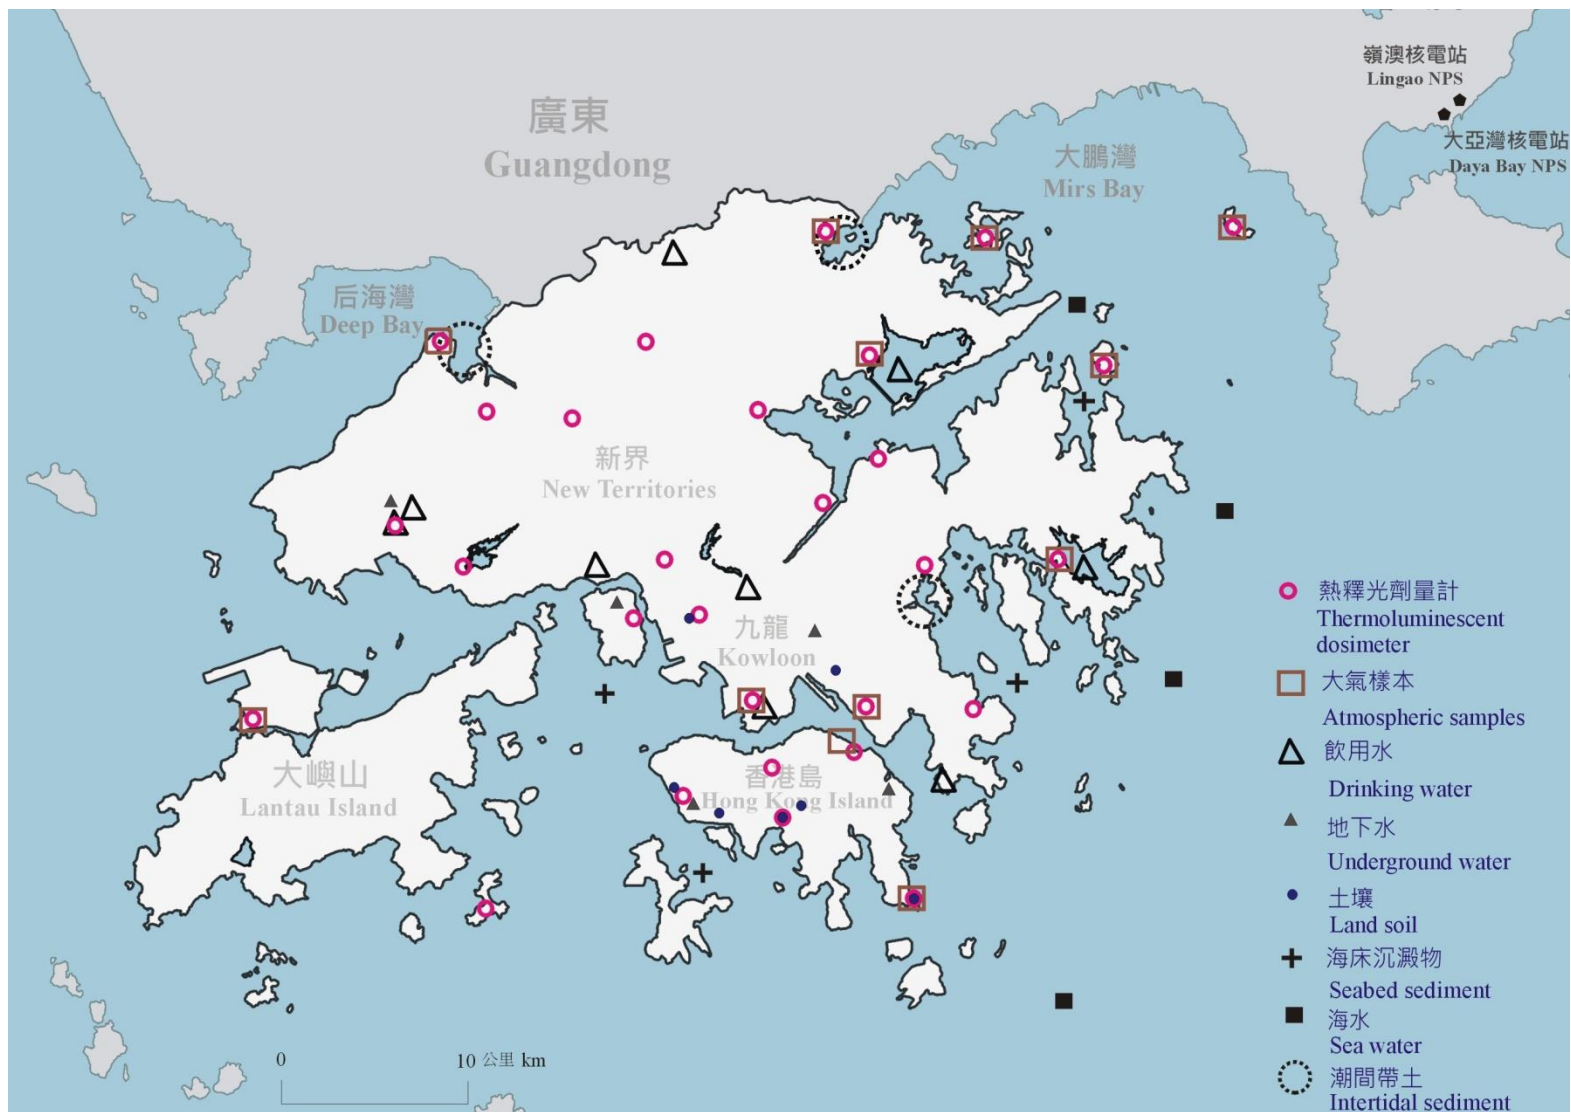 嶺澳核電站
Lingao NPS
大亞灣核電站
Daya Bay NPS
廣東
Guangdong
大鵬灣
Mirs Bay
后海灣
Deep Bay
新界
New Territories
九龍
Kowloon
大嶼山
Lantau Island
香港島
Hong Kong Island
熱釋光劑量計
Thermoluminescent
dosimeter
大氣樣本
Atmospheric samples
飲用水
Drinking water
地下水
Underground water
土壤
Land soil
海床沉澱物
Seabed sediment
海水
Sea water
潮間帶土
Intertidal sediment
0 10 公里 km